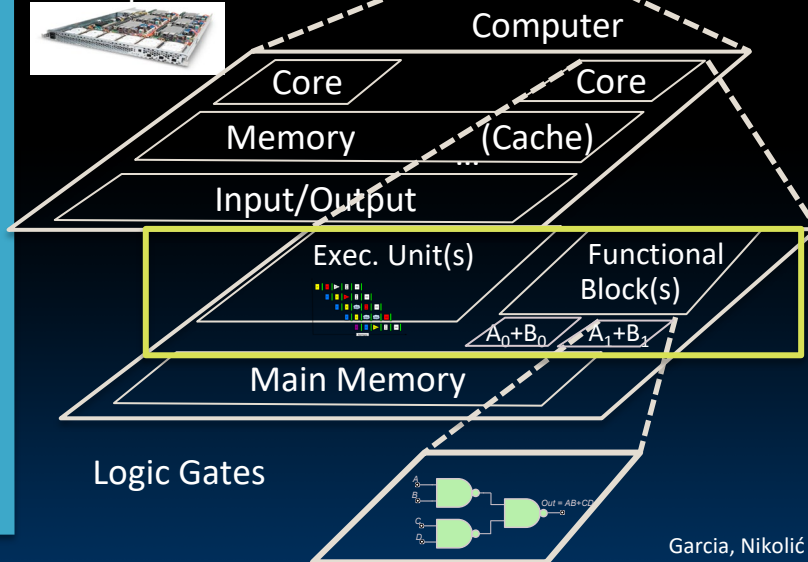 Computer
Core Core
Memory (Cache)
...
Input/Output
Exec. Unit(s) Functional
Block(s)
A₀+B₀ A₁+B₁
Main Memory
Logic Gates
A
B
Out = AB+CD
C
D
Garcia, Nikolić